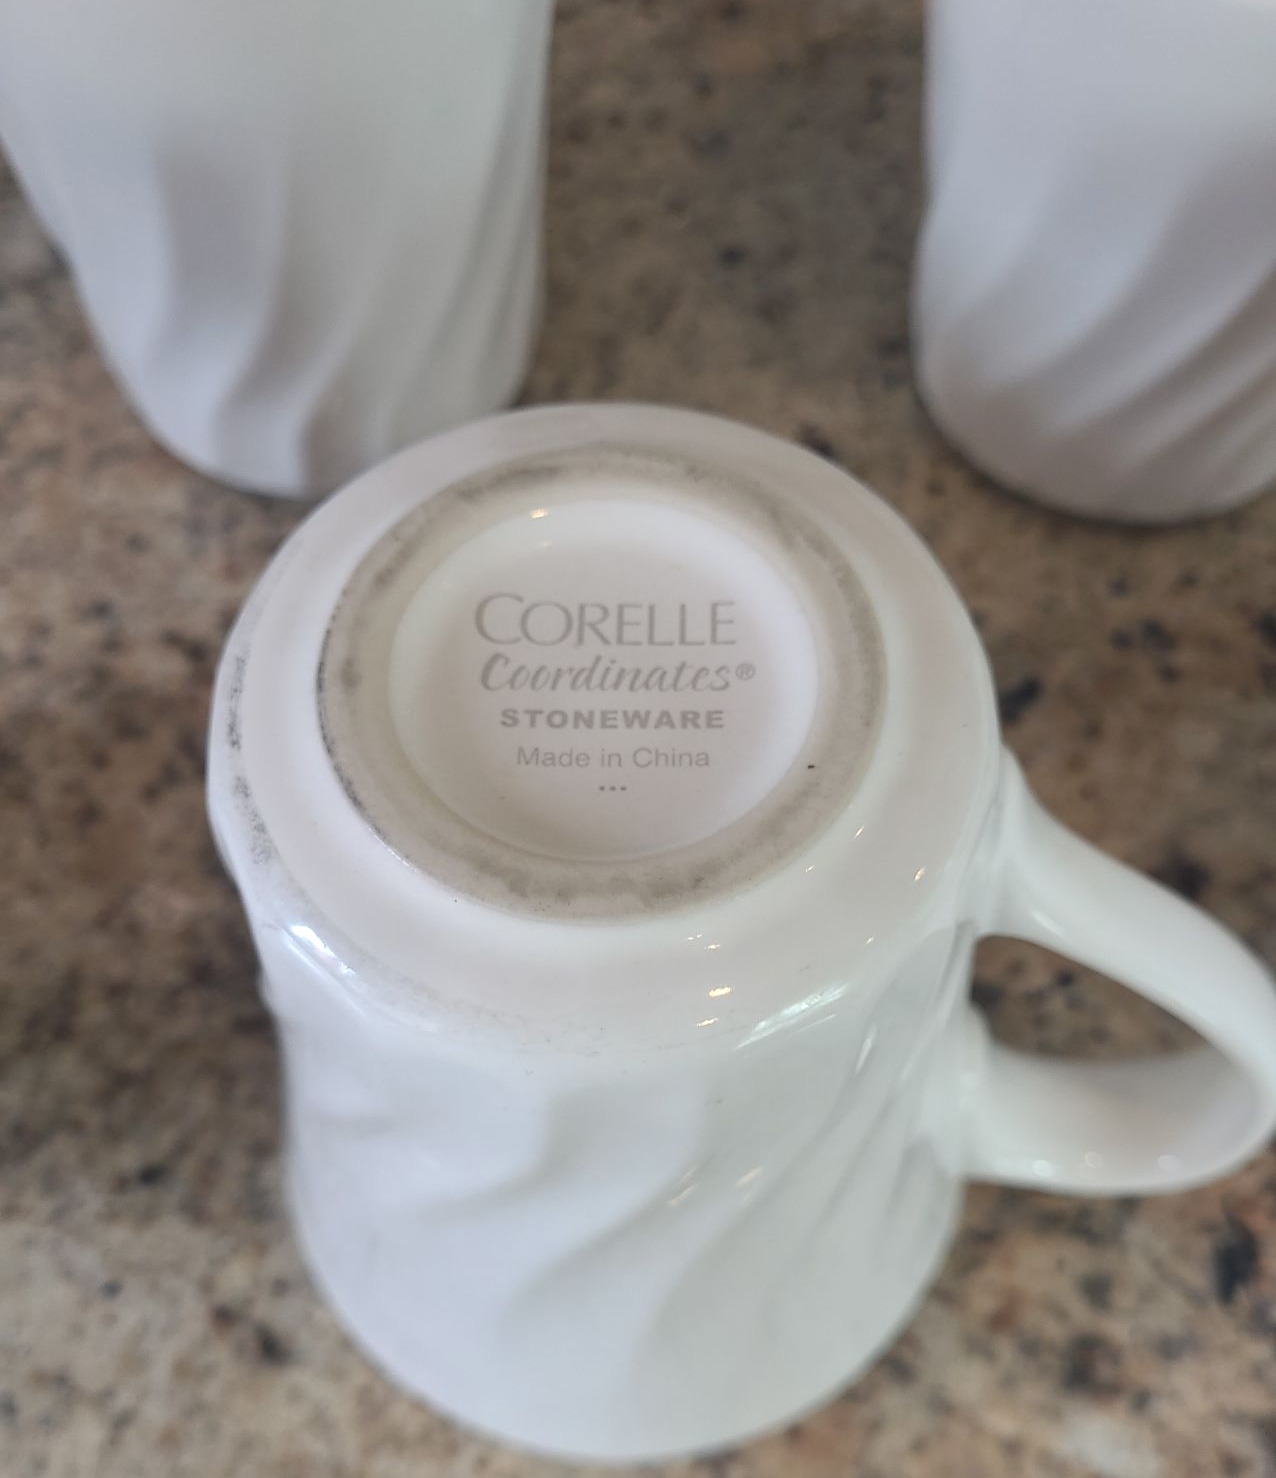 CORELLE
Coordinates®
STONEWARE
Made in China
...